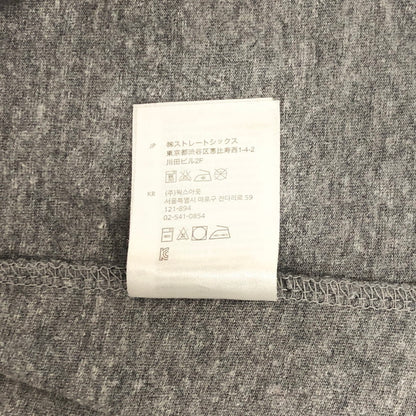 JP ㈱ストレートシックス
東京都渋谷区恵比寿西1-4-2
川田ビル2F
KR (주)웍스아웃
서울특별시 마포구 잔다리로 59
121-894
02-541-0854